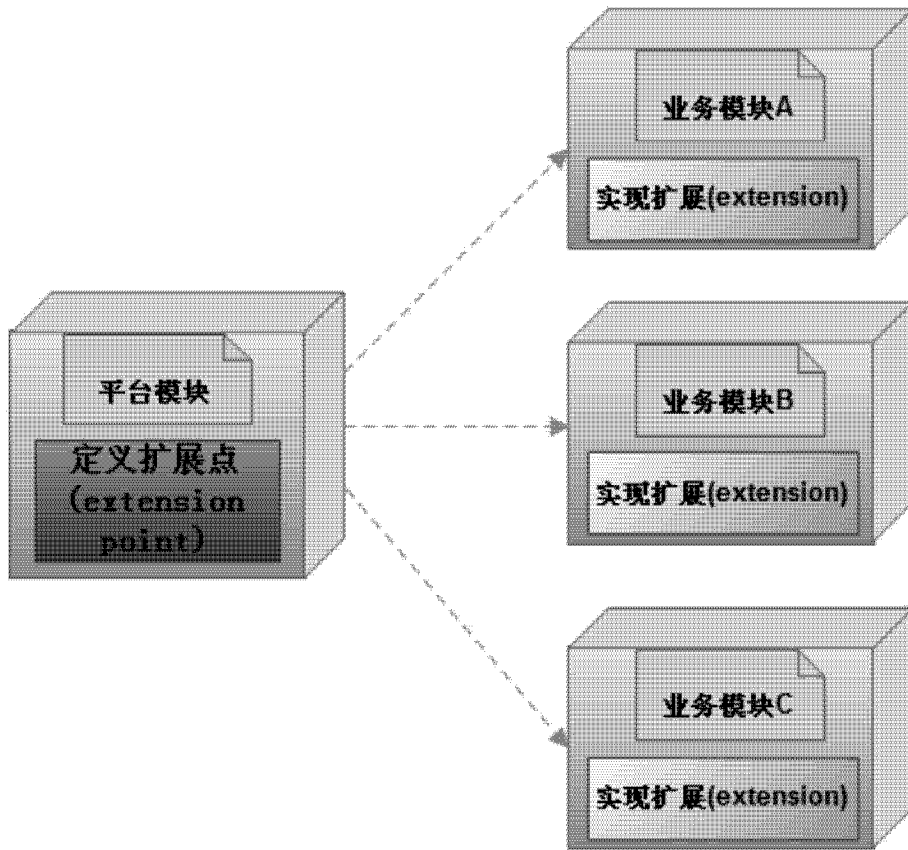 业务模块A
实现扩展(extension)
平台模块
定义扩展点
(extension
point)
业务模块B
实现扩展(extension)
业务模块C
实现扩展(extension)